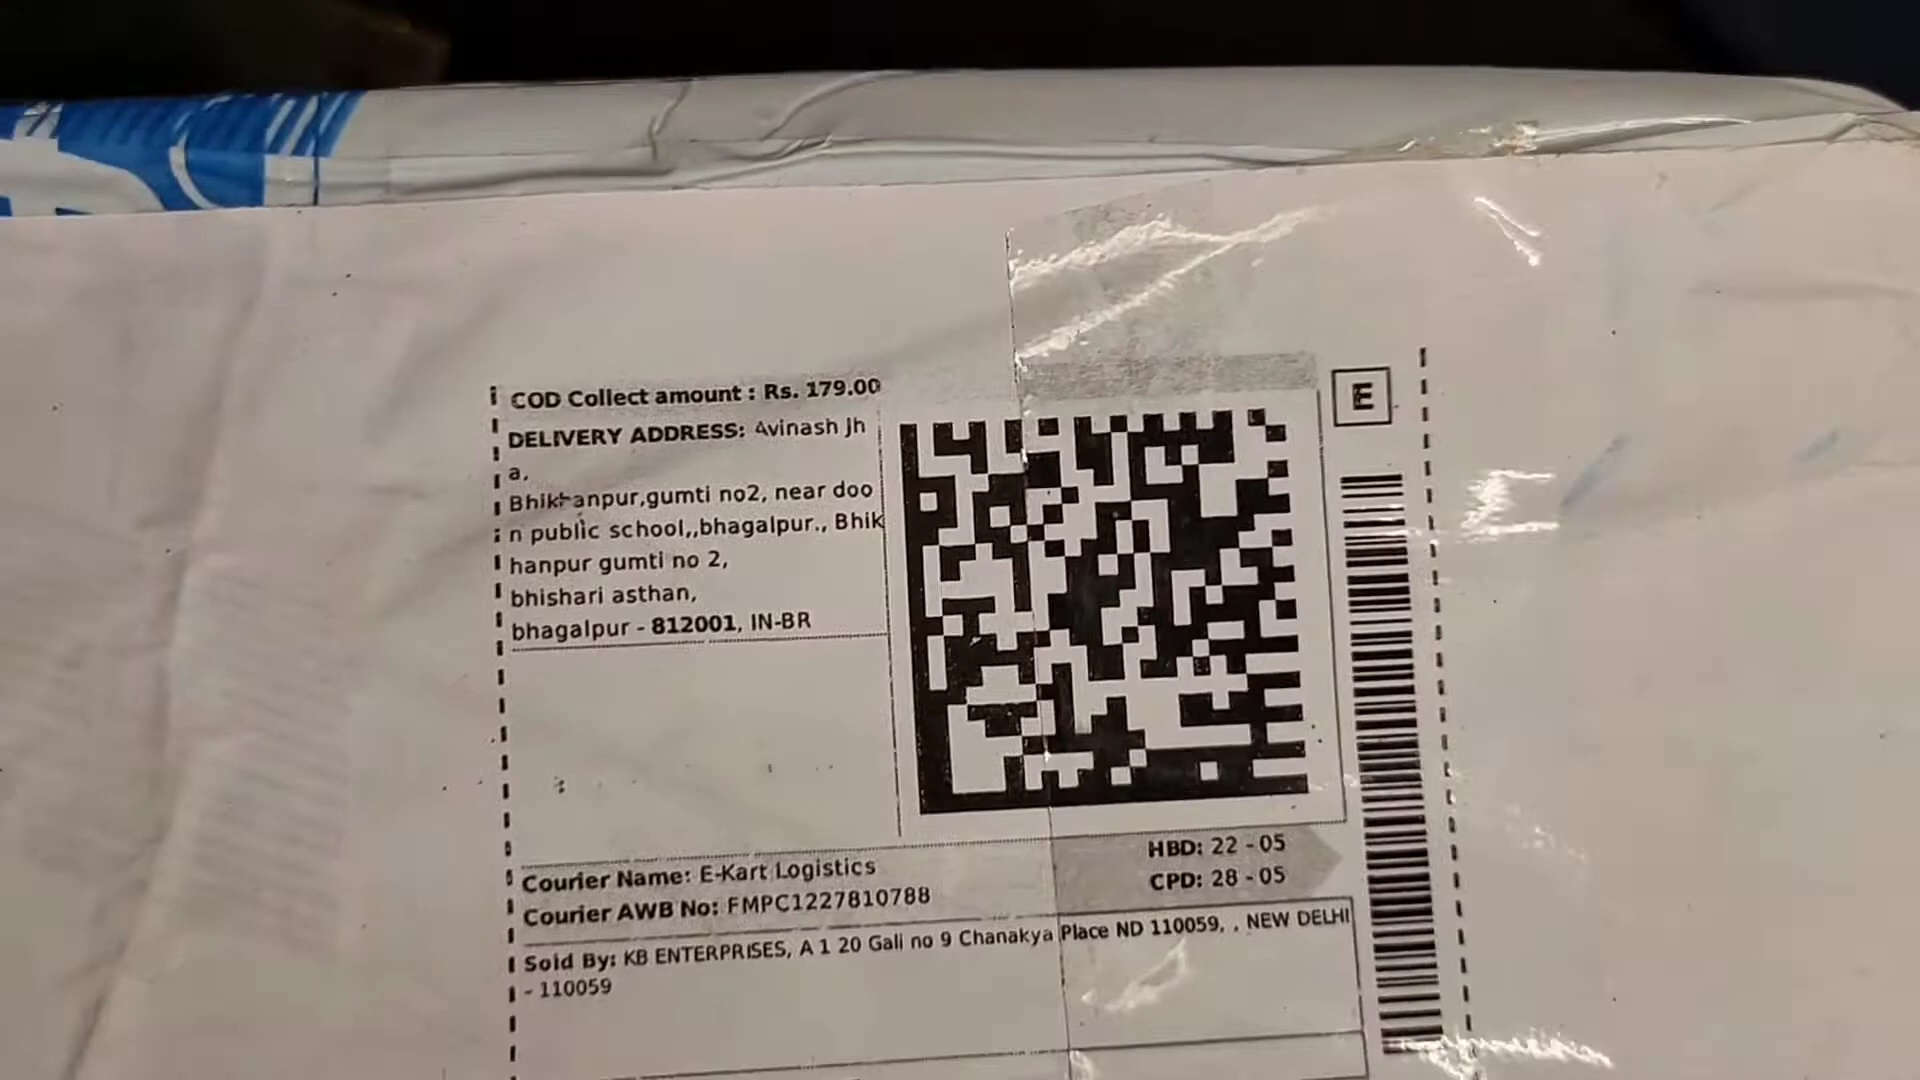 COD Collect amount : Rs. 179.00
E
DELIVERY ADDRESS: Avinash Jh
a,
Bhikhanpur,gumti no2, near doo
n public school,,bhagalpur., Bhik
hanpur gumti no 2,
bhishari asthan,
bhagalpur - 812001, IN-BR
HBD: 22 - 05
CPD: 28 - 05
Courier Name: E-Kart Logistics
Courier AWB No: FMPC1227810788
Sold By: KB ENTERPRISES, A 1 20 Gali no 9 Chanakya Place ND 110059, , NEW DELHI
- 110059